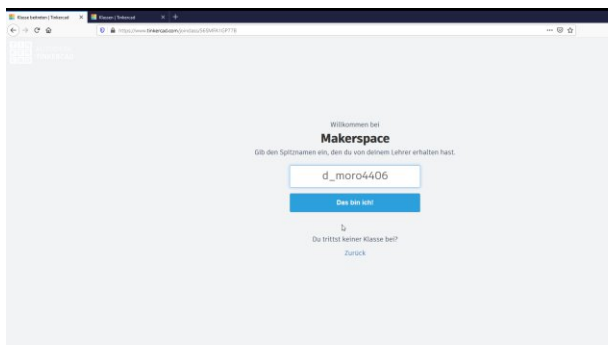 Klasse beitreten | Tinkercad
Klassen | Tinkercad
Willkommen bei
Makerspace
Gib den Spitznamen ein, den du von deinem Lehrer erhalten hast.
d_moro4406
Das bin ich!
Du trittst keiner Klasse bei?
Zurück